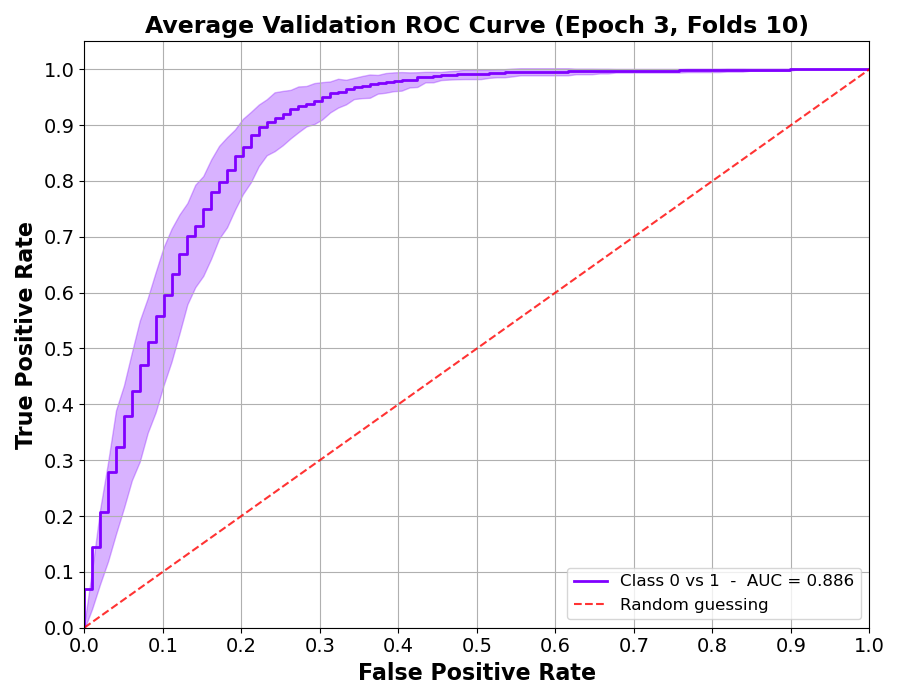 Average Validation ROC Curve (Epoch 3, Folds 10)
True Positive Rate
1.0
0.9
0.8
0.7
0.6
0.5
0.4
0.3
0.2
0.1
0.0
Class 0 vs 1 - AUC = 0.886
Random guessing
0.0 0.1 0.2 0.3 0.4 0.5 0.6 0.7 0.8 0.9 1.0
False Positive Rate